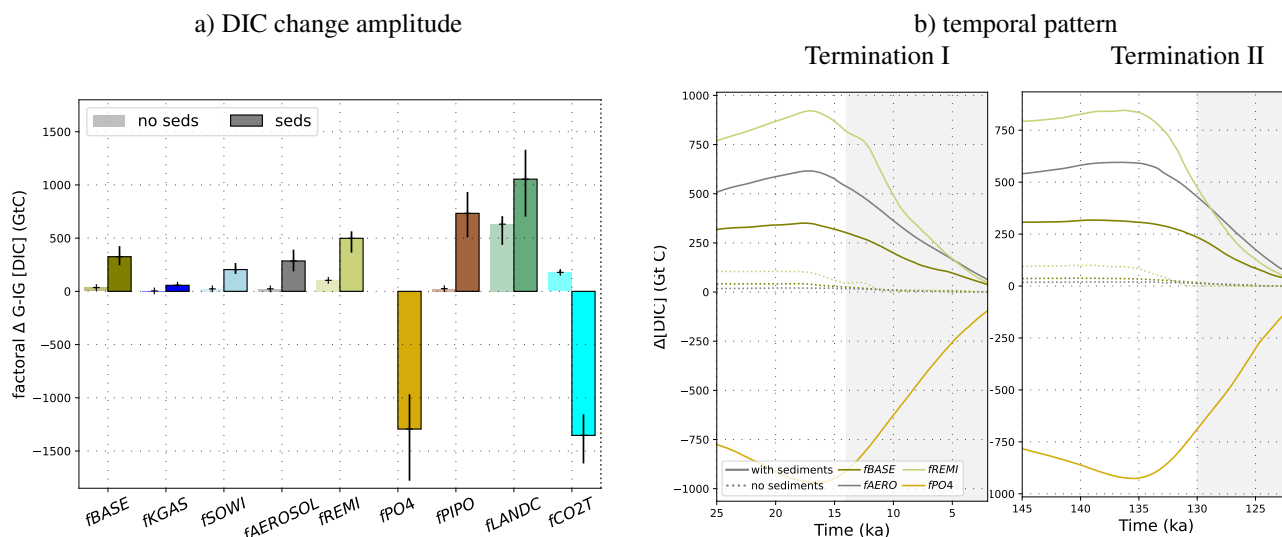 a) DIC change amplitude
b) temporal pattern
Termination I
Termination II
no seds
seds
factoral Δ G-IG [DIC] (GtC)
1500
1000
500
0
−500
−1000
−1500
fBASE
fKGAS
fSOWI
fAEROSOL
fREMI
fPO4
fPIPO
fLANDC
fCO2T
Δ[DIC] (Gt C)
1000
750
500
250
0
−250
−500
−750
−1000
with sediments
no sediments
fBASE
fAERO
fREMI
fPO4
25
20
15
10
5
Time (ka)
750
500
250
0
250
500
750
1000
145
140
135
130
125
Time (ka)